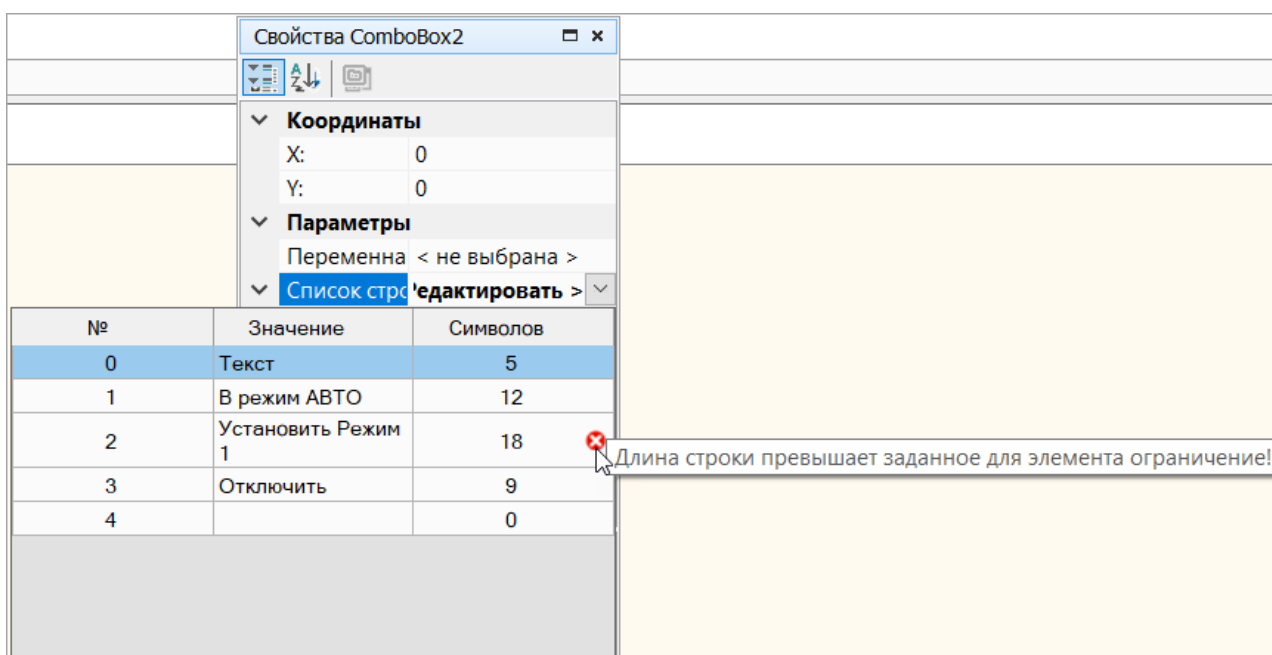 Свойства ComboBox2
Координаты
X: 0
Y: 0
Параметры
Переменна < не выбрана >
Список стро Редактировать >
№ Значение Символов
0 Текст 5
1 В режим АВТО 12
2 Установить Режим 18
1
Длина строки превышает заданное для элемента ограничение!
3 Отключить 9
4 0